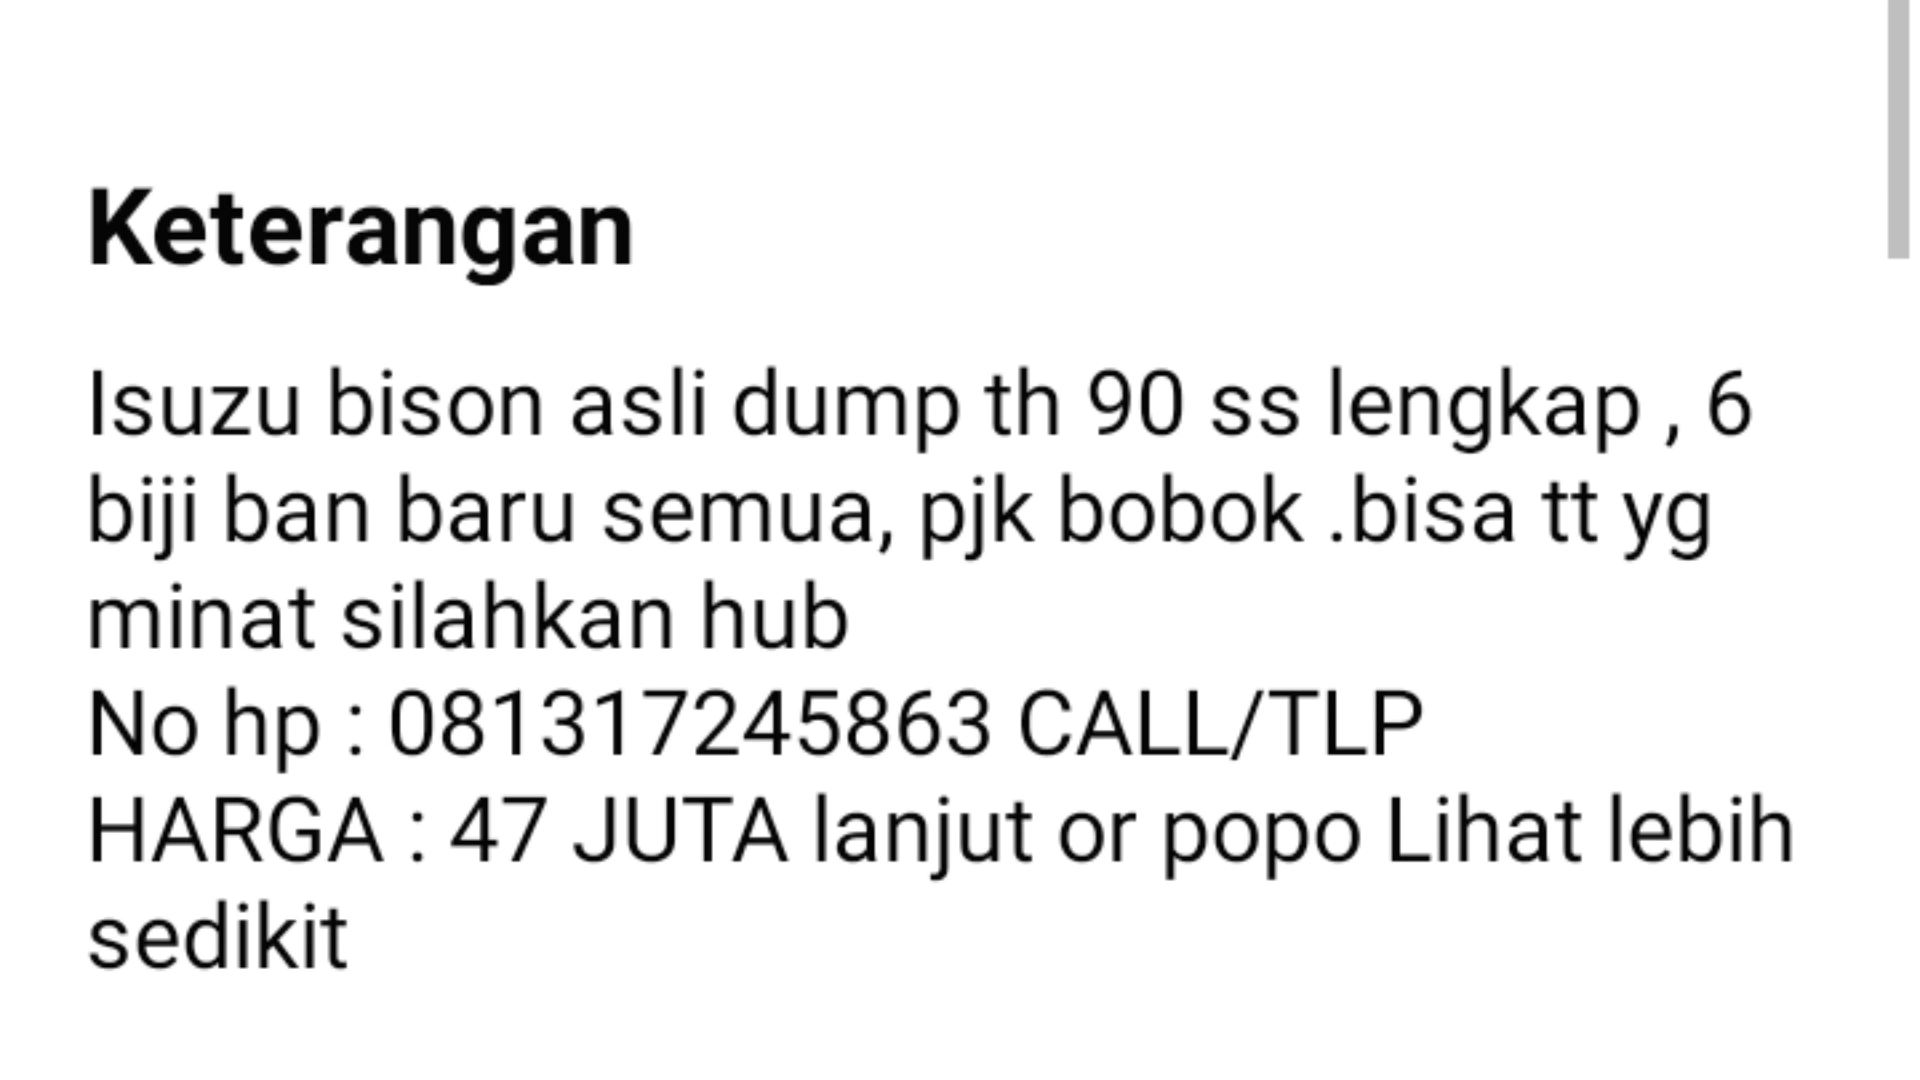 Keterangan
Isuzu bison asli dump th 90 ss lengkap , 6
biji ban baru semua, pjk bobok .bisa tt yg
minat silahkan hub
No hp : 081317245863 CALL/TLP
HARGA : 47 JUTA lanjut or popo Lihat lebih
sedikit